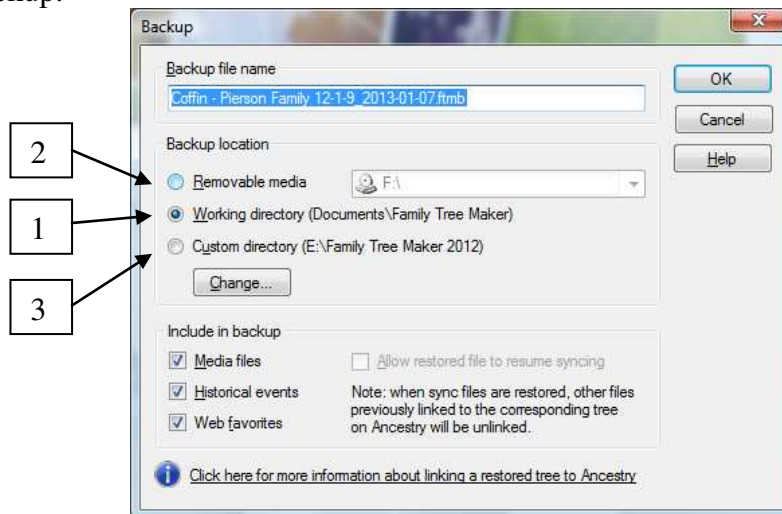 Backup
Backup file name
Coffin - Pierson Family 12-1-9_2013-01-07.ftmb
OK
Cancel
Help
Backup location
2
Removable media
F:\
1
Working directory (Documents\Family Tree Maker)
Custom directory (E:\Family Tree Maker 2012)
3
Change...
Include in backup
Media files
Allow restored file to resume syncing
Historical events
Note: when sync files are restored, other files
previously linked to the corresponding tree
on Ancestry will be unlinked.
Web favorites
Click here for more information about linking a restored tree to Ancestry